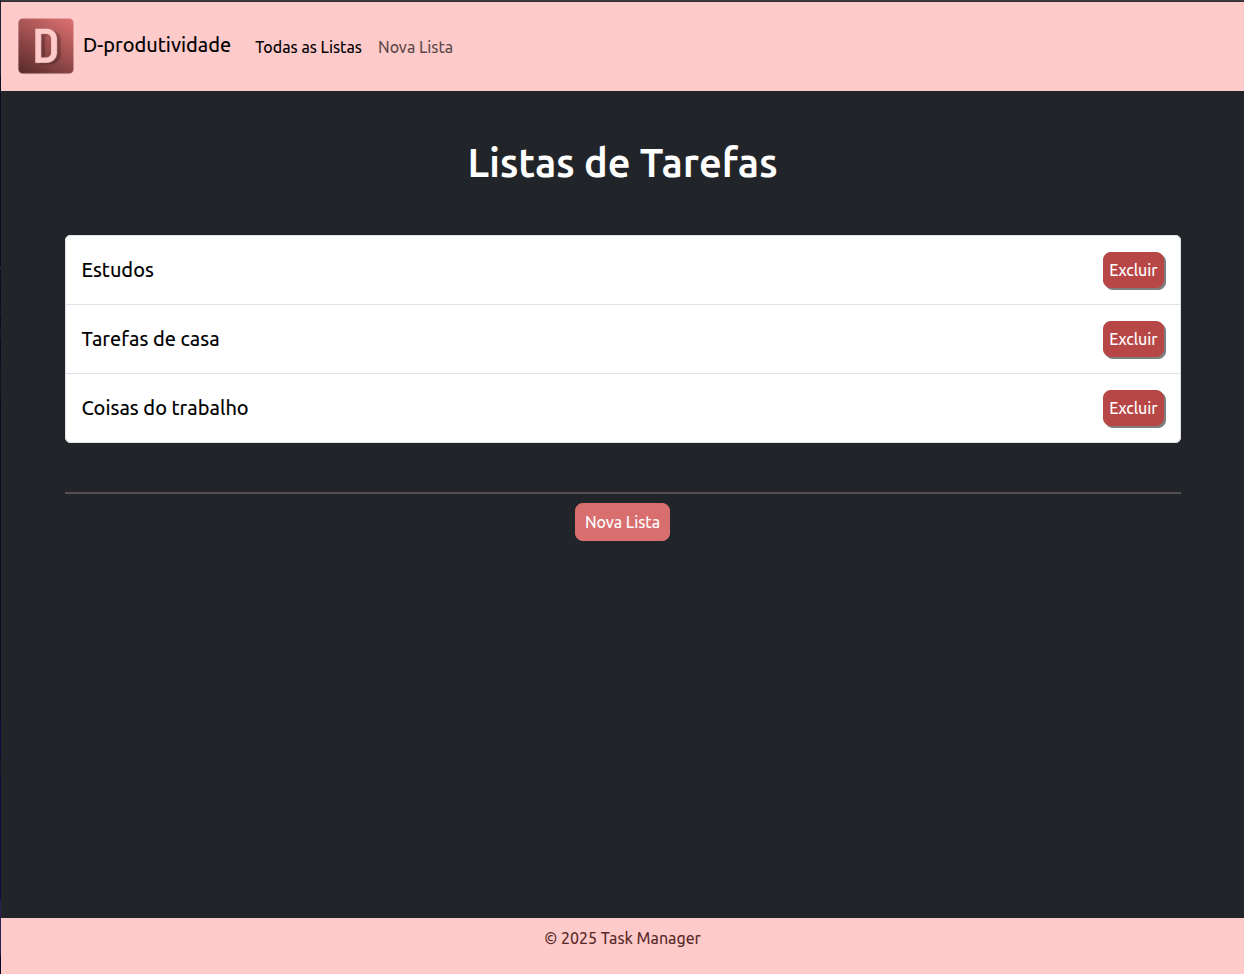 D
D-produtividade
Todas as Listas
Nova Lista
Listas de Tarefas
Estudos
Excluir
Tarefas de casa
Excluir
Coisas do trabalho
Excluir
Nova Lista
© 2025 Task Manager